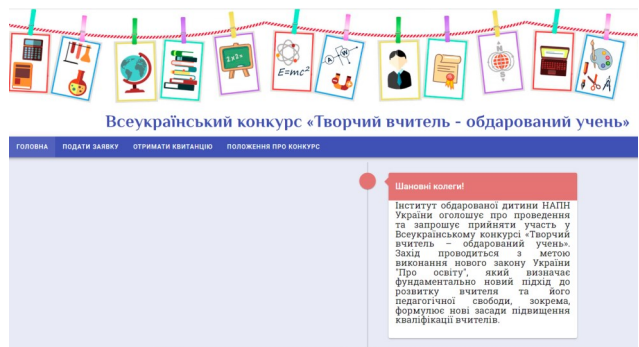 2x2=
E=mc²
A
W
N
S
Всеукраїнський конкурс «Творчий вчитель - обдарований учень»
ГОЛОВНА ПОДАТИ ЗАЯВКУ ОТРИМАТИ КВИТАНЦІЮ ПОЛОЖЕННЯ ПРО КОНКУРС
Шановні колеги!
Інститут обдарованої дитини НАПН
України оголошує про проведення
та запрошує прийняти участь у
Всеукраїнському конкурсі «Творчий
вчитель – обдарований учень».
Захід проводиться з метою
виконання нового закону України
"Про освіту", який визначає
фундаментально новий підхід до
розвитку вчителя та його
педагогічної свободи, зокрема,
формулює нові засади підвищення
кваліфікації вчителів.